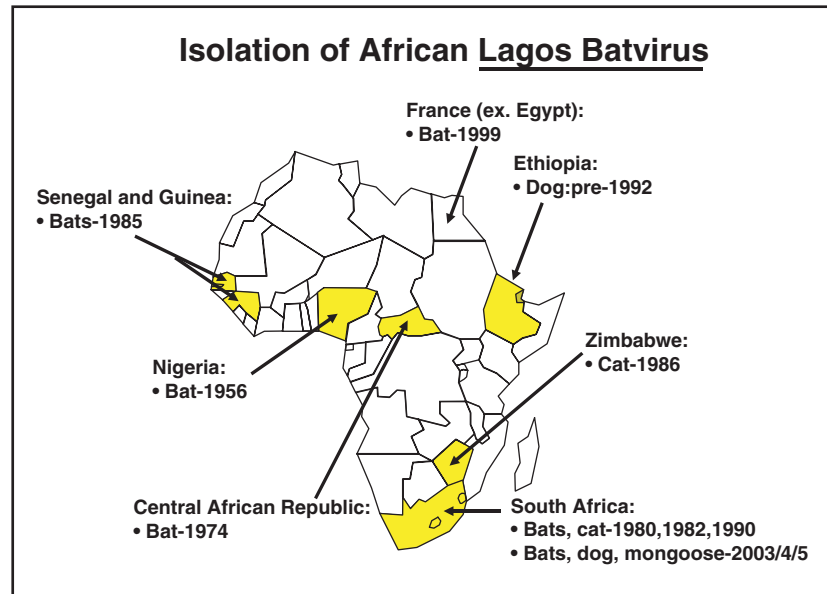 Isolation of African Lagos Batvirus
France (ex. Egypt):
• Bat-1999
Ethiopia:
• Dog:pre-1992
Senegal and Guinea:
• Bats-1985
Zimbabwe:
• Cat-1986
Nigeria:
• Bat-1956
Central African Republic:
• Bat-1974
South Africa:
• Bats, cat-1980,1982,1990
• Bats, dog, mongoose-2003/4/5